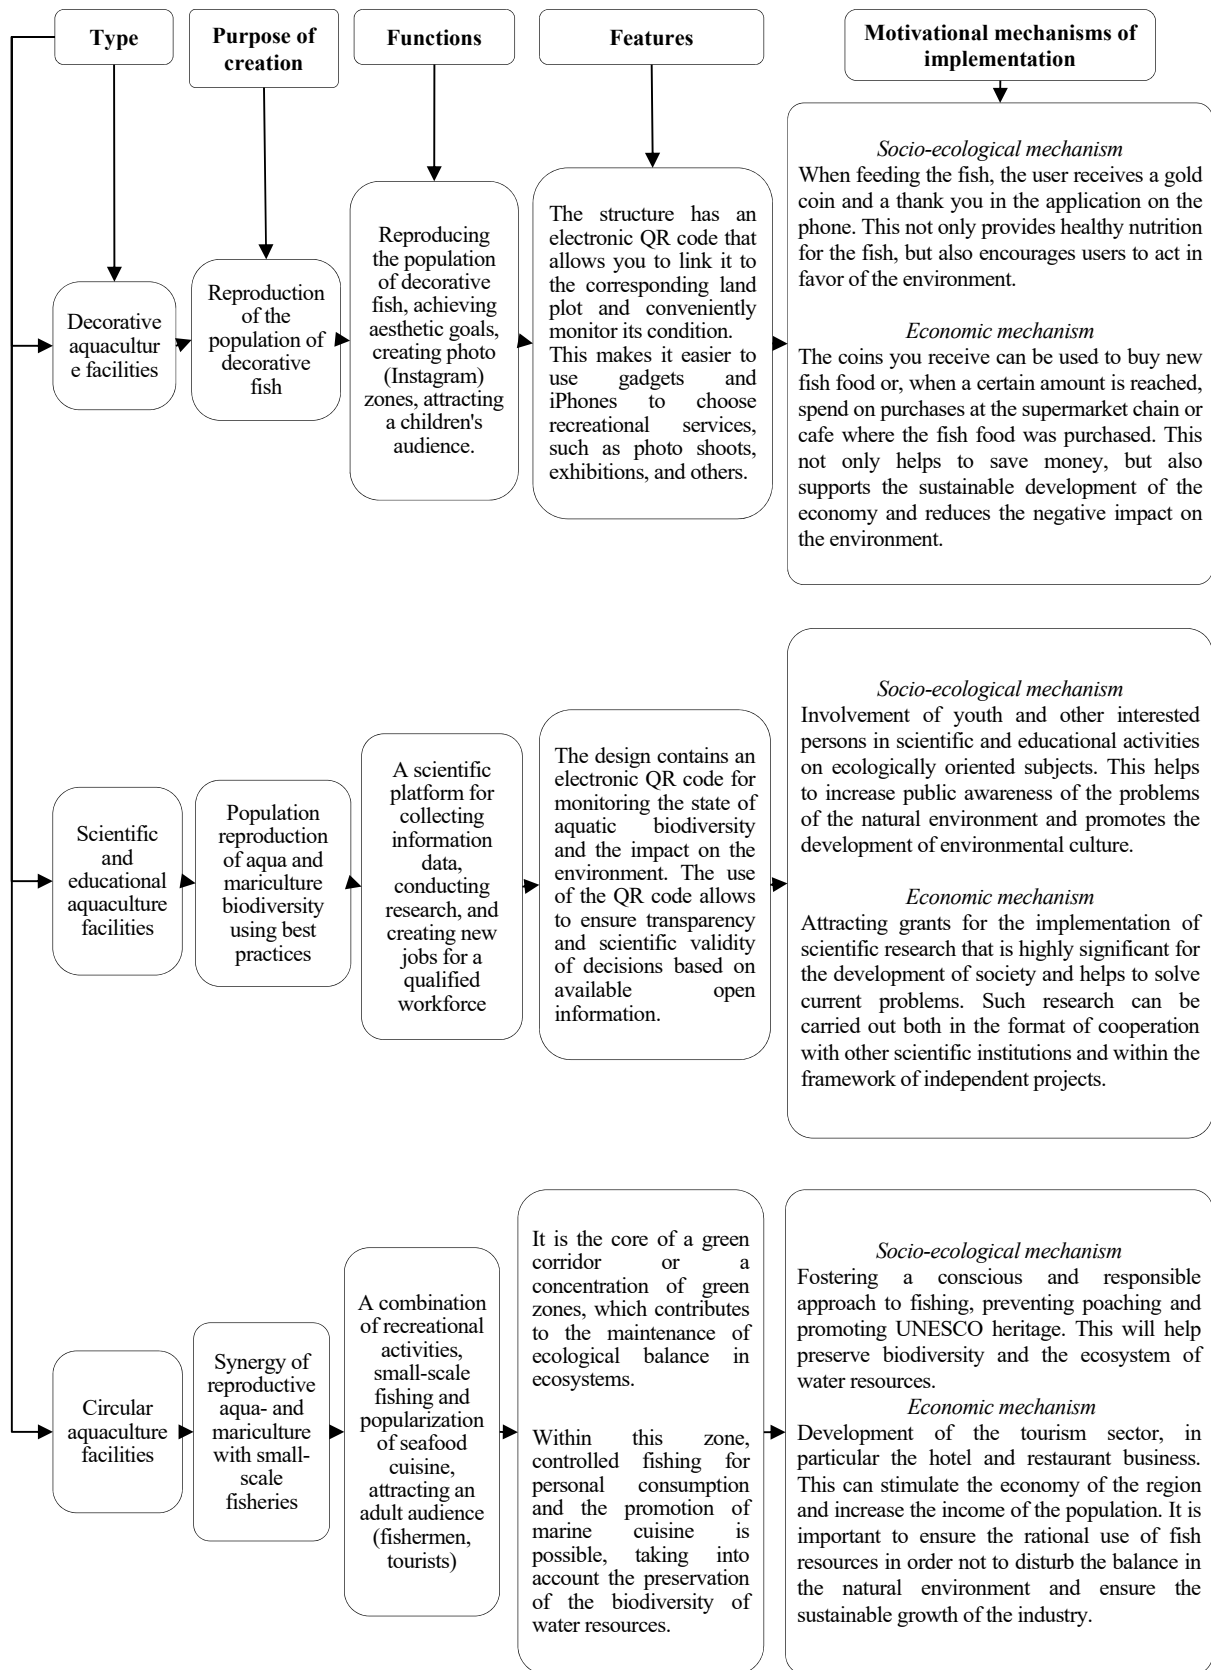 Type
Purpose of
creation
Functions
Features
Motivational mechanisms of
implementation
Decorative
aquacultur
e facilities
Reproduction
of the
population of
decorative
fish
Reproducing
the population
of decorative
fish, achieving
aesthetic goals,
creating photo
(Instagram)
zones, attracting
a children's
audience.
The structure has an
electronic QR code that
allows you to link it to
the corresponding land
plot and conveniently
monitor its condition.
This makes it easier to
use gadgets and
iPhones to choose
recreational services,
such as photo shoots,
exhibitions, and others.
Socio-ecological mechanism
When feeding the fish, the user receives a gold
coin and a thank you in the application on the
phone. This not only provides healthy nutrition
for the fish, but also encourages users to act in
favor of the environment.
Economic mechanism
The coins you receive can be used to buy new
fish food or, when a certain amount is reached,
spend on purchases at the supermarket chain or
cafe where the fish food was purchased. This
not only helps to save money, but also
supports the sustainable development of the
economy and reduces the negative impact on
the environment.
Scientific
and
educational
aquaculture
facilities
Population
reproduction
of aqua and
mariculture
biodiversity
using best
practices
A scientific
platform for
collecting
information
data,
conducting
research, and
creating new
jobs for a
qualified
workforce
The design contains an
electronic QR code for
monitoring the state of
aquatic biodiversity
and the impact on the
environment. The use
of the QR code allows
to ensure transparency
and scientific validity
of decisions based on
available open
information.
Socio-ecological mechanism
Involvement of youth and other interested
persons in scientific and educational activities
on ecologically oriented subjects. This helps
to increase public awareness of the problems
of the natural environment and promotes the
development of environmental culture.
Economic mechanism
Attracting grants for the implementation of
scientific research that is highly significant for
the development of society and helps to solve
current problems. Such research can be
carried out both in the format of cooperation
with other scientific institutions and within the
framework of independent projects.
Circular
aquaculture
facilities
Synergy of
reproductive
aqua- and
mariculture
with small-
scale
fisheries
A combination
of recreational
activities,
small-scale
fishing and
popularization
of seafood
cuisine,
attracting an
adult audience
(fishermen,
tourists)
It is the core of a green
corridor or a
concentration of green
zones, which contributes
to the maintenance of
ecological balance in
ecosystems.
Within this zone,
controlled fishing for
personal consumption
and the promotion of
marine cuisine is
possible, taking into
account the preservation
of the biodiversity of
water resources.
Socio-ecological mechanism
Fostering a conscious and responsible
approach to fishing, preventing poaching and
promoting UNESCO heritage. This will help
preserve biodiversity and the ecosystem of
water resources.
Economic mechanism
Development of the tourism sector, in
particular the hotel and restaurant business.
This can stimulate the economy of the region
and increase the income of the population. It is
important to ensure the rational use of fish
resources in order not to disturb the balance in
the natural environment and ensure the
sustainable growth of the industry.